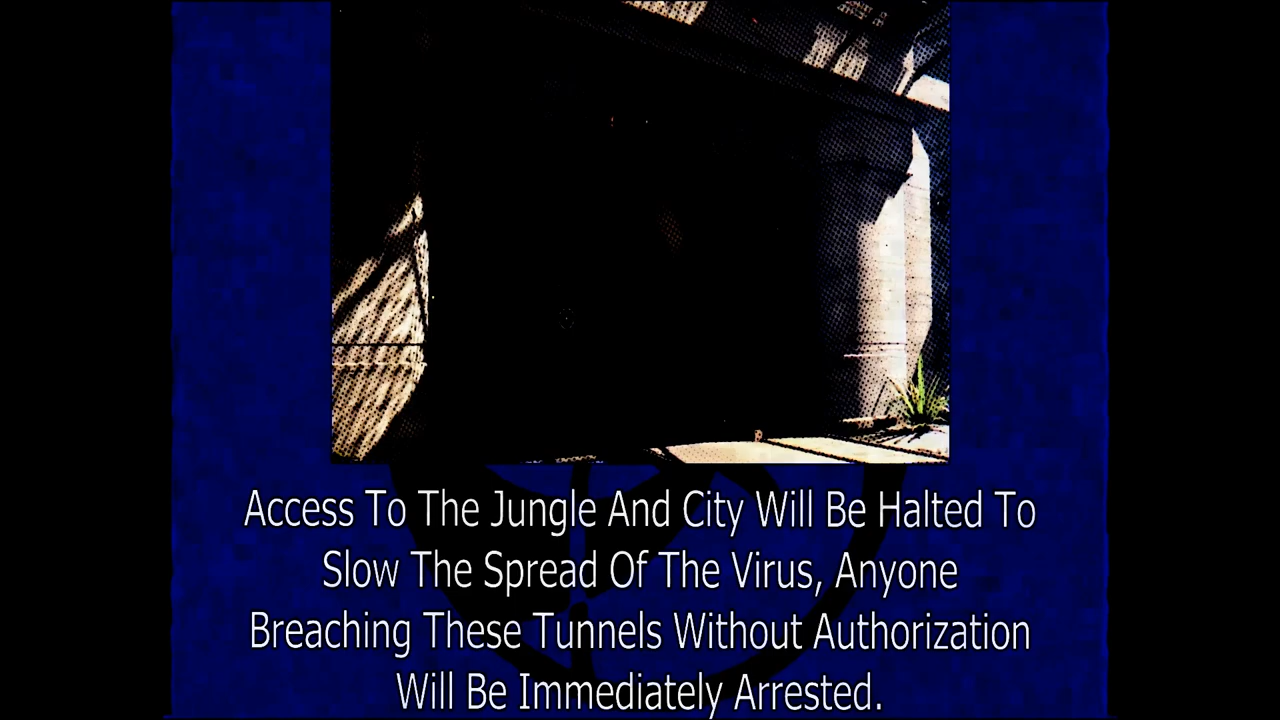 Access To The Jungle And City Will Be Halted To
Slow The Spread Of The Virus, Anyone
Breaching These Tunnels Without Authorization
Will Be Immediately Arrested.